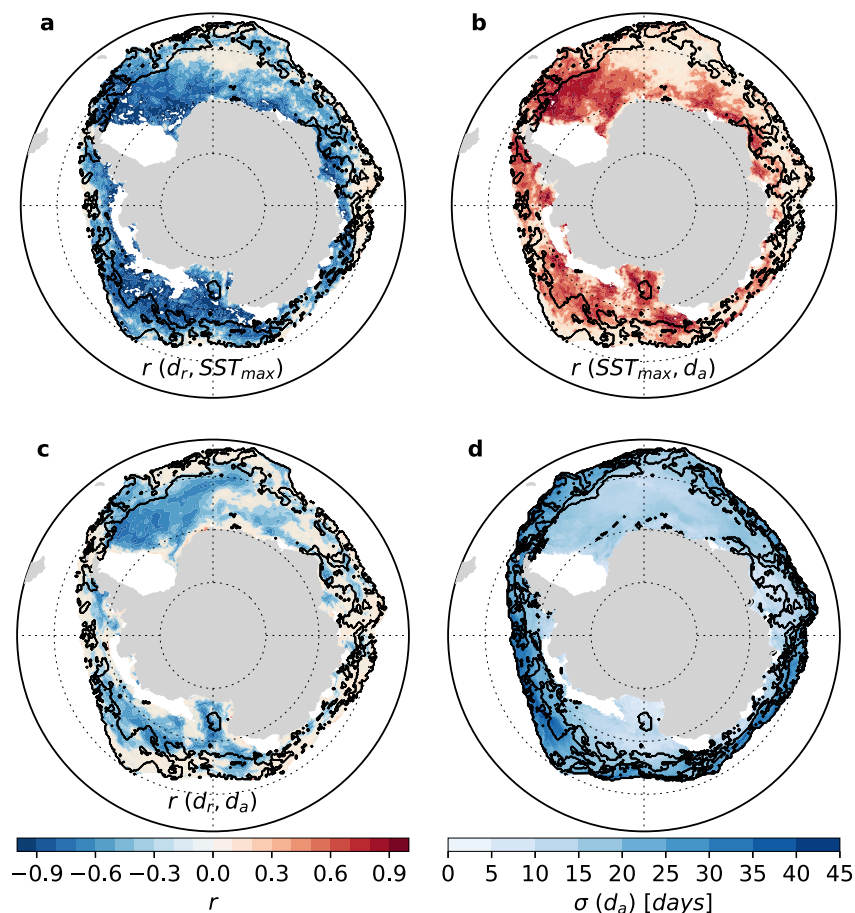 a
b
r (d_r, SST_max)
r (SST_max, d_a)
c
d
r (d_r, d_a)
−0.9 −0.6 −0.3 0.0 0.3 0.6 0.9
r
0 5 10 15 20 25 30 35 40 45
σ (d_a) [days]